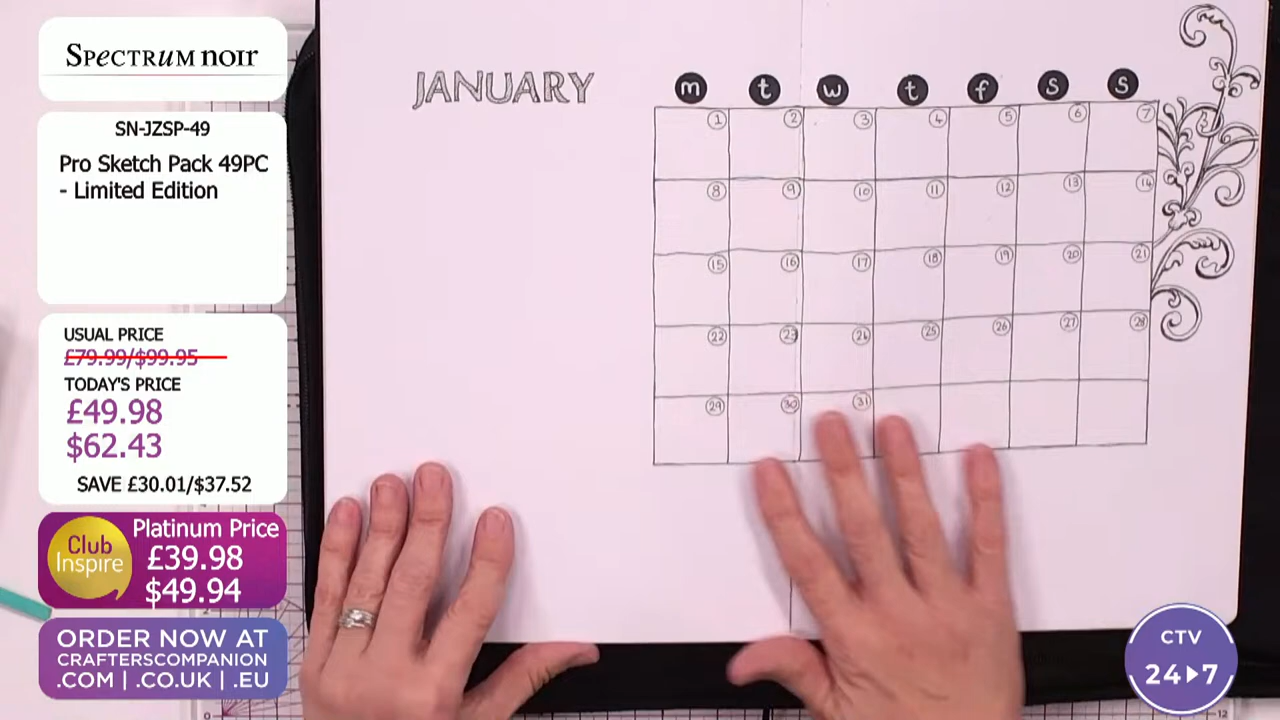 SPECTRUM NOIR
SN-JZSP-49
Pro Sketch Pack 49PC
- Limited Edition
USUAL PRICE
£79.99/$99.95
TODAY'S PRICE
£49.98
$62.43
SAVE £30.01/$37.52
Club
Inspire
Platinum Price
£39.98
$49.94
ORDER NOW AT
CRAFTERSCOMPANION
.COM | .CO.UK | .EU
JANUARY
m t w t f s s
1 2 3 4 5 6 7
8 9 10 11 12 13 14
15 16 17 18 19 20 21
22 23 26 25 26 27 28
29 30 31
CTV
24▶7
12